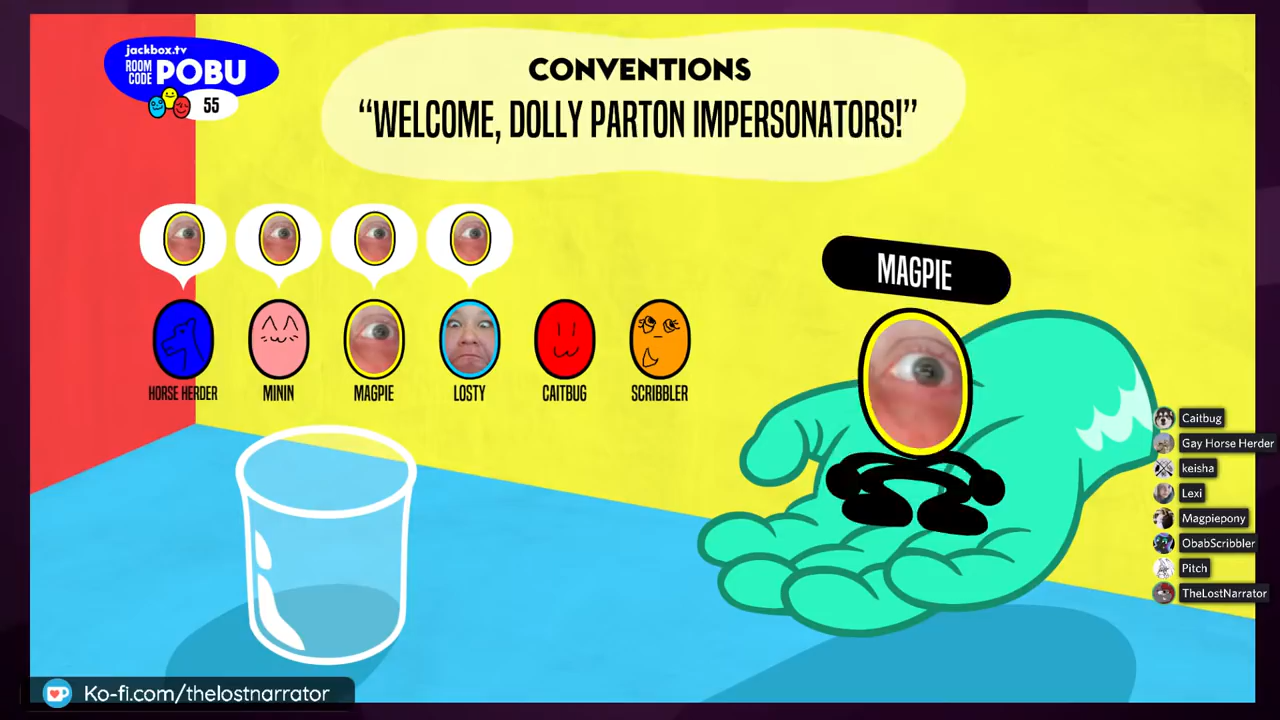 jackbox.tv
ROOM CODE POBU
55
CONVENTIONS
“WELCOME, DOLLY PARTON IMPERSONATORS!”
MAGPIE
HORSE HERDER
MININ
MAGPIE
LOSTY
CAITBUG
SCRIBBLER
Caitbug
Gay Horse Herder
keisha
Lexi
Magpiepony
ObabScribbler
Pitch
TheLostNarrator
Ko-fi.com/thelostnarrator